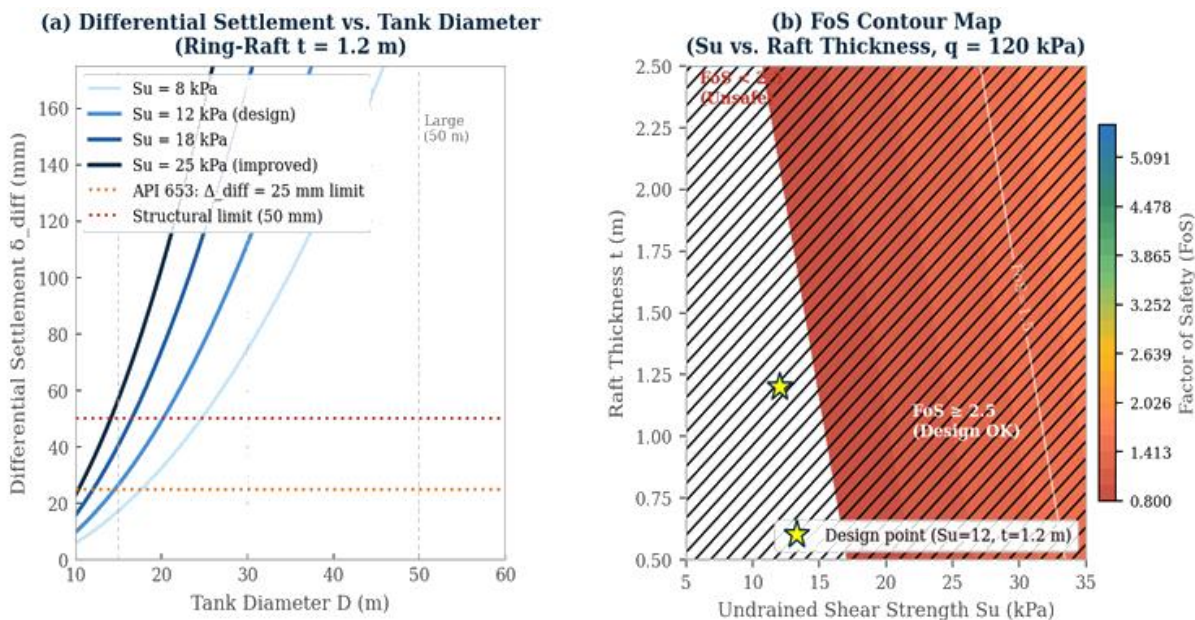 (a) Differential Settlement vs. Tank Diameter
(Ring-Raft t = 1.2 m)
Differential Settlement δ_diff (mm)
160
140
120
100
80
60
40
20
0
Su = 8 kPa
Su = 12 kPa (design)
Su = 18 kPa
Su = 25 kPa (improved)
API 653: Δ_diff = 25 mm limit
Structural limit (50 mm)
Large
(50 m)
10
20
30
40
50
60
Tank Diameter D (m)
(b) FoS Contour Map
(Su vs. Raft Thickness, q = 120 kPa)
Raft Thickness t (m)
2.50
2.25
2.00
1.75
1.50
1.25
1.00
0.75
0.50
FoS <
(Unsafe
FoS ≥ 2.5
(Design OK)
Design point (Su=12, t=1.2 m)
5
10
15
20
25
30
35
Undrained Shear Strength Su (kPa)
5.091
4.478
3.865
3.252
2.639
2.026
1.413
0.800
Factor of Safety (FoS)